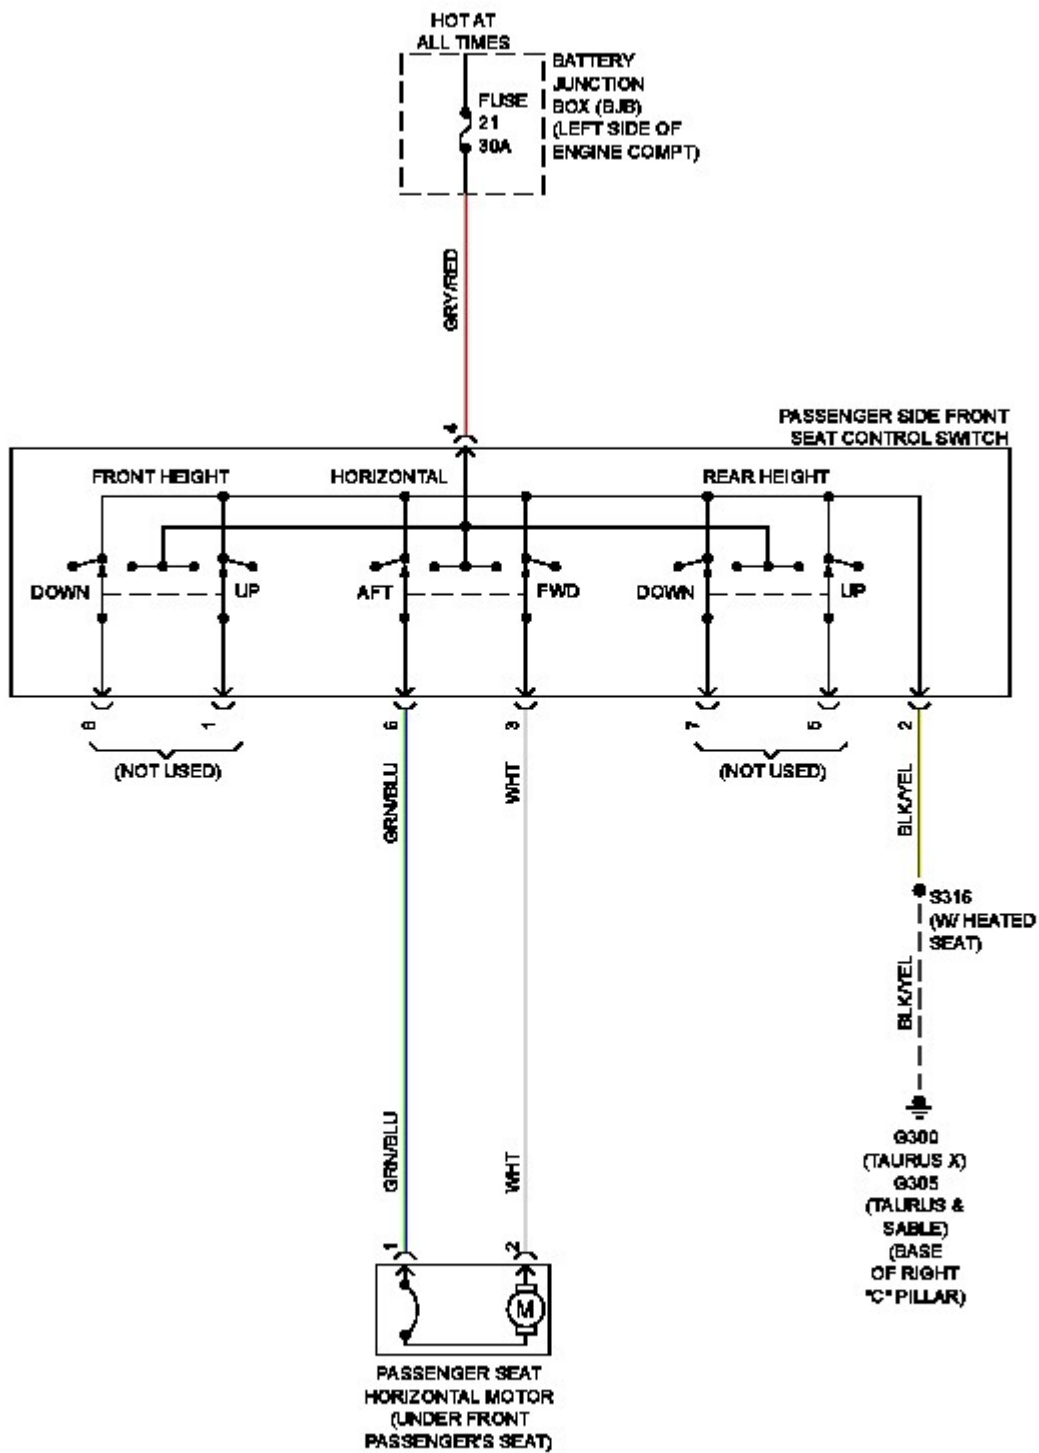 HOT AT
ALL TIMES
BATTERY
JUNCTION
BOX (BJB)
(LEFT SIDE OF
ENGINE COMPT)
FUSE
21
30A
GRY/RED
4
PASSENGER SIDE FRONT
SEAT CONTROL SWITCH
FRONT HEIGHT
HORIZONTAL
REAR HEIGHT
DOWN
UP
AFT
FWD
DOWN
UP
8
1
6
3
7
5
2
(NOT USED)
(NOT USED)
GRN/BLU
WHT
BLK/YEL
S316
(W/ HEATED
SEAT)
BLK/YEL
GRN/BLU
WHT
G300
(TAURUS X)
G305
(TAURUS &
SABLE)
(BASE
OF RIGHT
"C" PILLAR)
1
2
M
PASSENGER SEAT
HORIZONTAL MOTOR
(UNDER FRONT
PASSENGER'S SEAT)